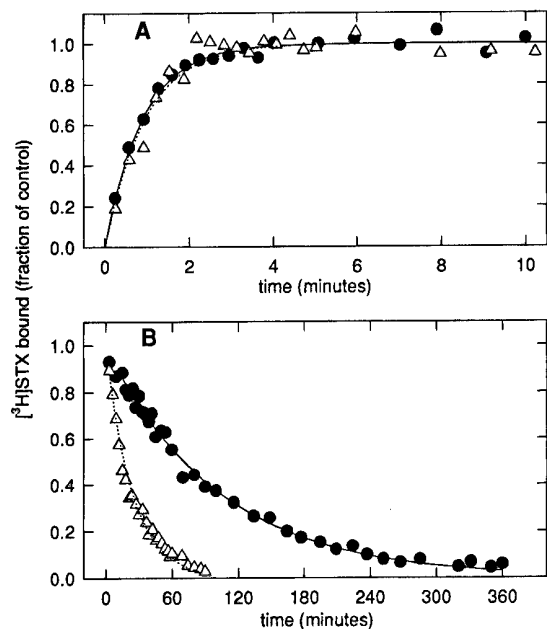 A
1.0
0.8
0.6
0.4
0.2
0.0
0 2 4 6 8 10
time (minutes)
[³H]STX bound (fraction of control)
B
1.0
0.8
0.6
0.4
0.2
0.0
0 60 120 180 240 300 360
time (minutes)